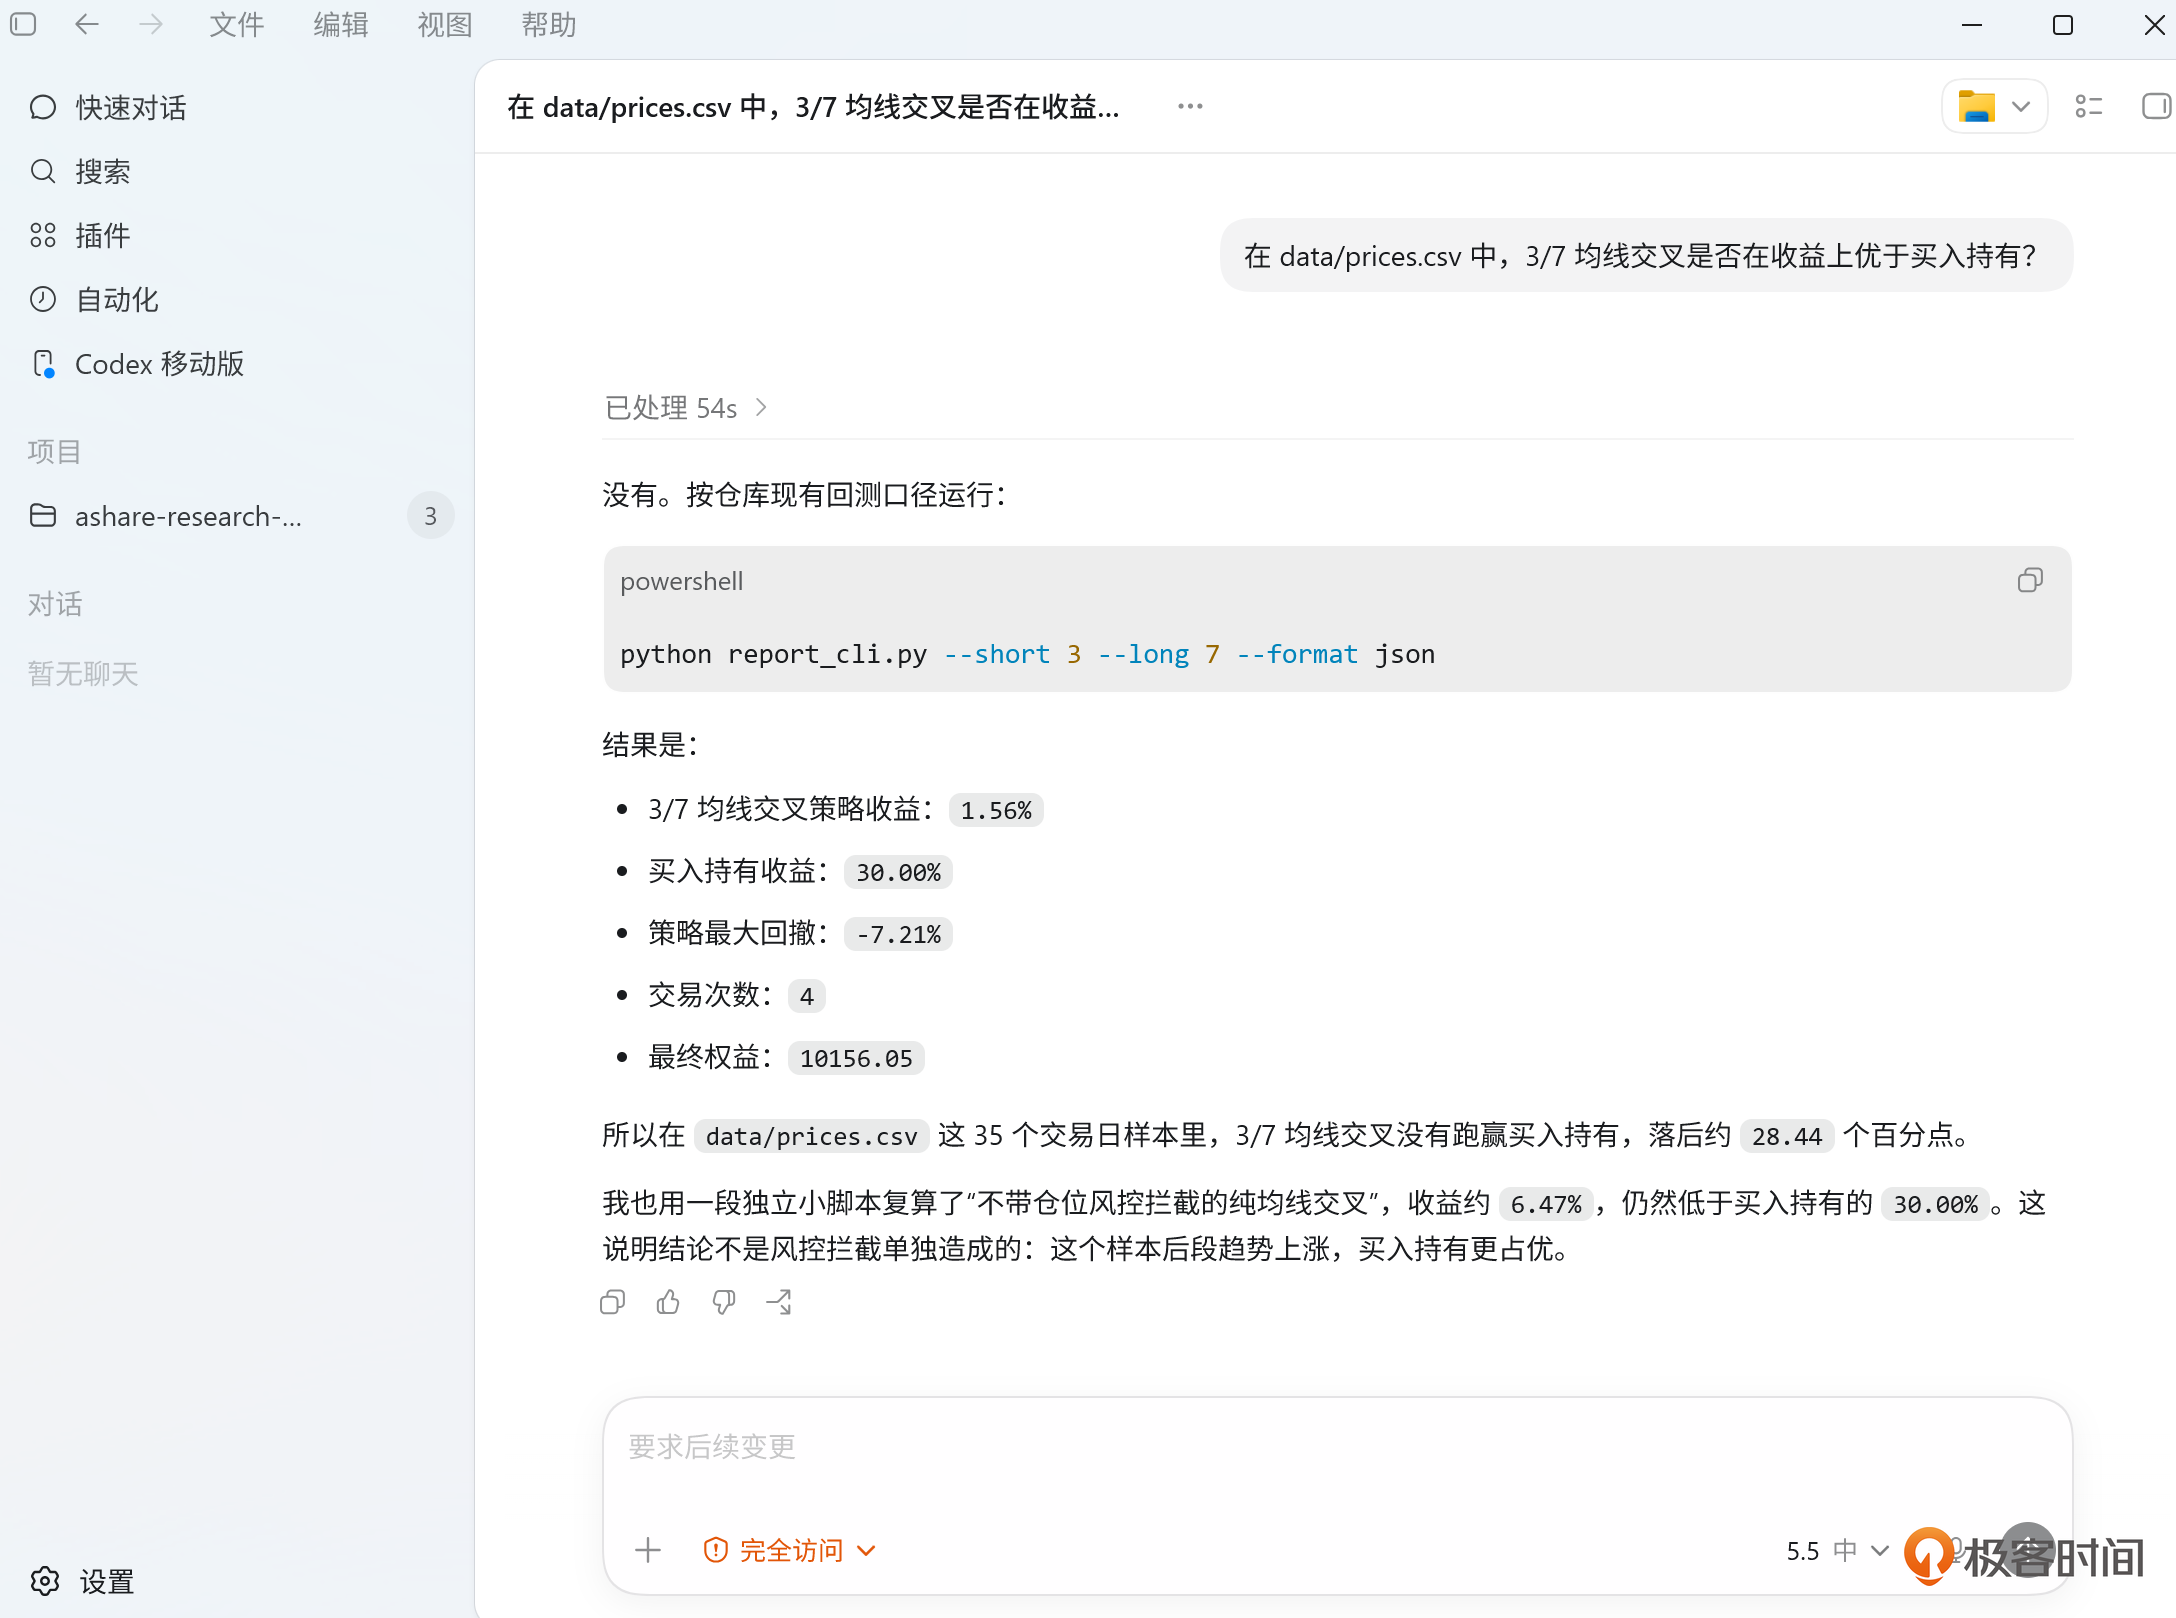 文件 编辑 视图 帮助
快速对话
搜索
插件
自动化
Codex 移动版
项目
ashare-research-... 3
对话
暂无聊天
设置
在 data/prices.csv 中，3/7 均线交叉是否在收益...
在 data/prices.csv 中，3/7 均线交叉是否在收益上优于买入持有？
已处理 54s
没有。按仓库现有回测口径运行：
powershell
python report_cli.py --short 3 --long 7 --format json
结果是：
3/7 均线交叉策略收益： 1.56%
买入持有收益： 30.00%
策略最大回撤： -7.21%
交易次数： 4
最终权益： 10156.05
所以在 data/prices.csv 这 35 个交易日样本里，3/7 均线交叉没有跑赢买入持有，落后约 28.44 个百分点。
我也用一段独立小脚本复算了“不带仓位风控拦截的纯均线交叉”，收益约 6.47%，仍然低于买入持有的 30.00%。这
说明结论不是风控拦截单独造成的：这个样本后段趋势上涨，买入持有更占优。
要求后续变更
完全访问
5.5 中
极客时间